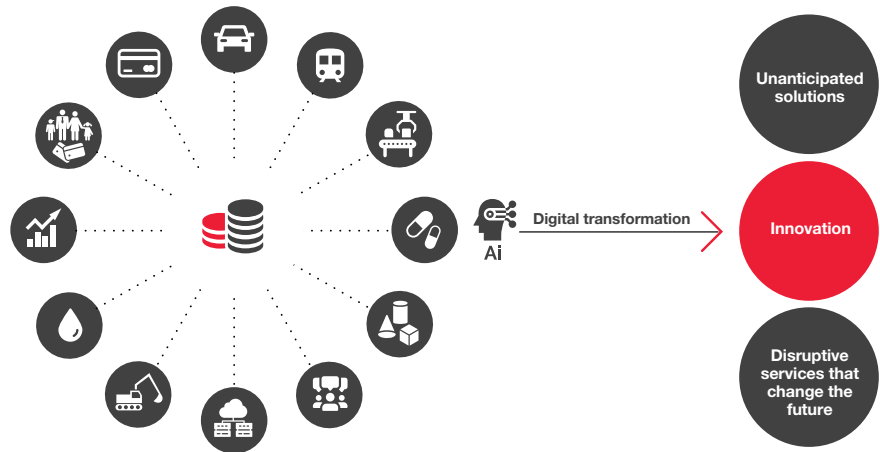 Unanticipated
solutions
Ai
Digital transformation
Innovation
Disruptive
services that
change the
future